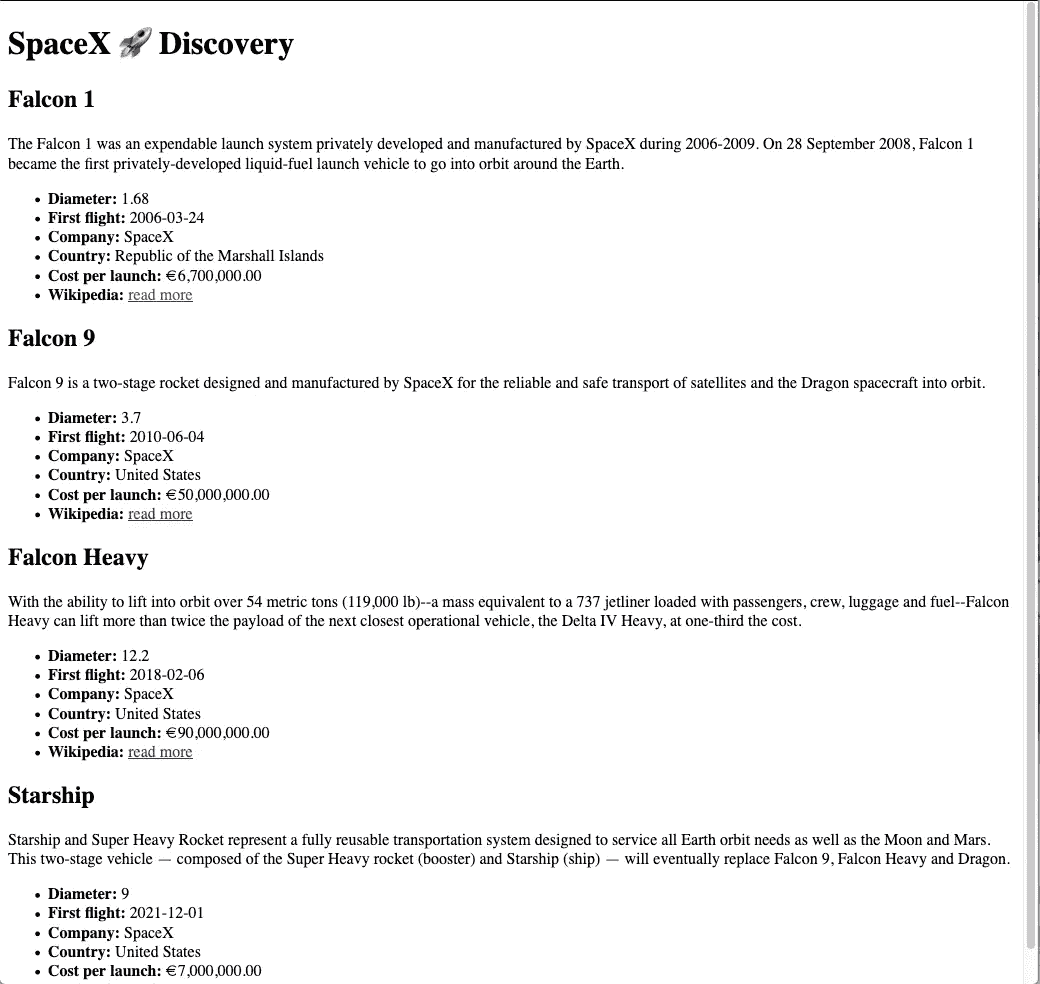 SpaceX 🚀 Discovery
Falcon 1
The Falcon 1 was an expendable launch system privately developed and manufactured by SpaceX during 2006-2009. On 28 September 2008, Falcon 1
became the first privately-developed liquid-fuel launch vehicle to go into orbit around the Earth.
• Diameter: 1.68
• First flight: 2006-03-24
• Company: SpaceX
• Country: Republic of the Marshall Islands
• Cost per launch: €6,700,000.00
• Wikipedia: read more
Falcon 9
Falcon 9 is a two-stage rocket designed and manufactured by SpaceX for the reliable and safe transport of satellites and the Dragon spacecraft into orbit.
• Diameter: 3.7
• First flight: 2010-06-04
• Company: SpaceX
• Country: United States
• Cost per launch: €50,000,000.00
• Wikipedia: read more
Falcon Heavy
With the ability to lift into orbit over 54 metric tons (119,000 lb)--a mass equivalent to a 737 jetliner loaded with passengers, crew, luggage and fuel--Falcon
Heavy can lift more than twice the payload of the next closest operational vehicle, the Delta IV Heavy, at one-third the cost.
• Diameter: 12.2
• First flight: 2018-02-06
• Company: SpaceX
• Country: United States
• Cost per launch: €90,000,000.00
• Wikipedia: read more
Starship
Starship and Super Heavy Rocket represent a fully reusable transportation system designed to service all Earth orbit needs as well as the Moon and Mars.
This two-stage vehicle — composed of the Super Heavy rocket (booster) and Starship (ship) — will eventually replace Falcon 9, Falcon Heavy and Dragon.
• Diameter: 9
• First flight: 2021-12-01
• Company: SpaceX
• Country: United States
• Cost per launch: €7,000,000.00